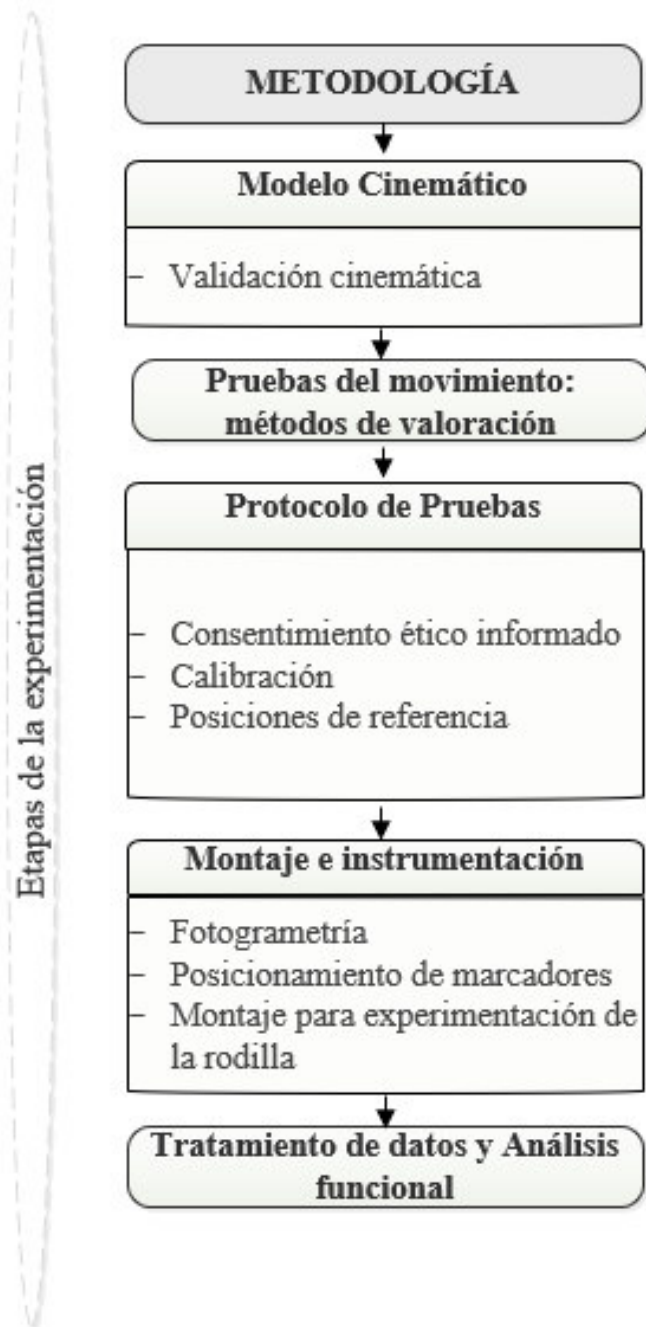 METODOLOGÍA
Modelo Cinemático
– Validación cinemática
Pruebas del movimiento:
métodos de valoración
Protocolo de Pruebas
– Consentimiento ético informado
– Calibración
– Posiciones de referencia
Montaje e instrumentación
– Fotogrametría
– Posicionamiento de marcadores
– Montaje para experimentación de
la rodilla
Tratamiento de datos y Análisis
funcional
Etapas de la experimentación